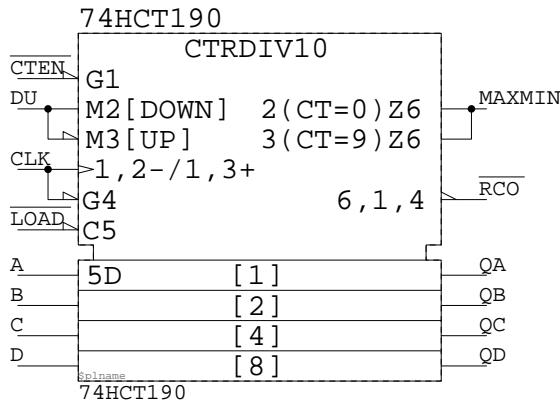 74HCT190
CTRDIV10
CTEN G1
DU M2[DOWN] 2(CT=0)Z6 MAXMIN
M3[UP] 3(CT=9)Z6
CLK 1,2-/1,3+
G4 6,1,4 RCO
LOAD C5
A 5D [1] QA
B [2] QB
C [4] QC
D [8] QD
$plname
74HCT190